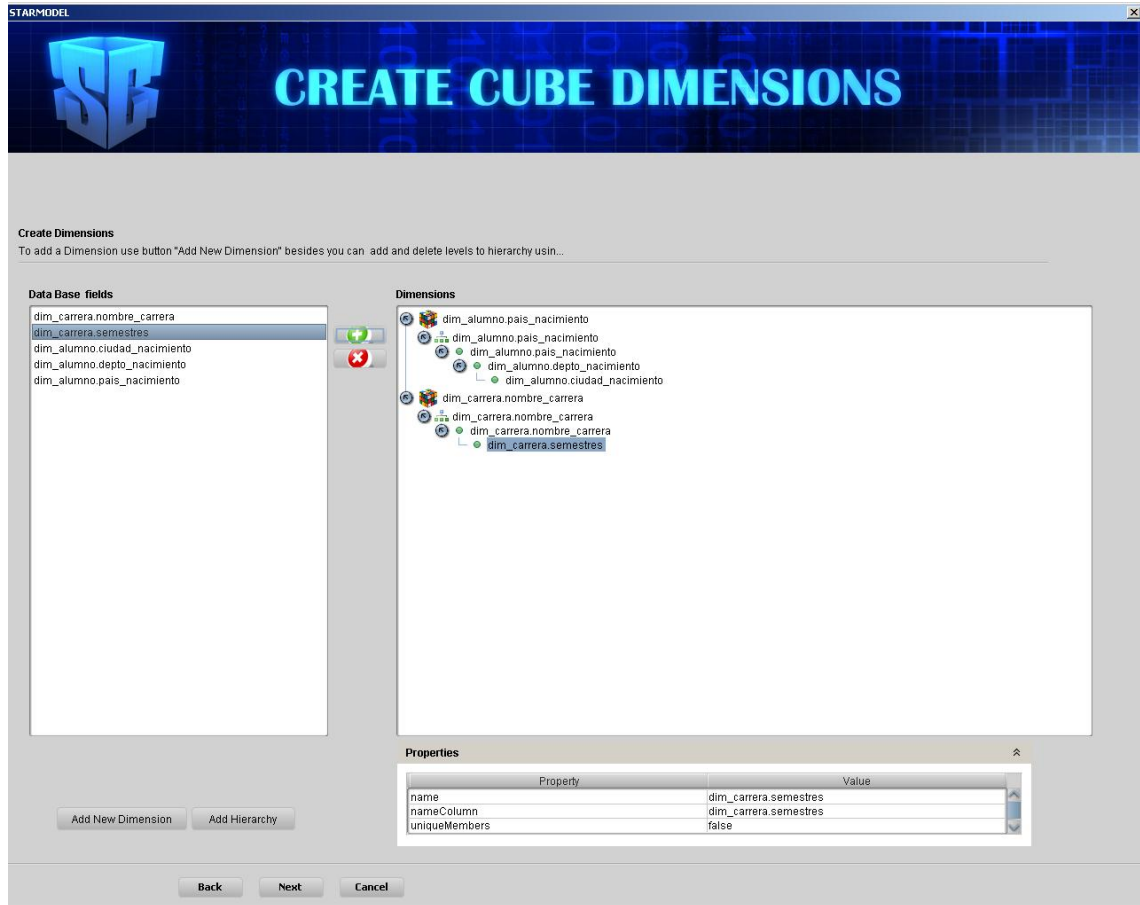 STARMODEL
CREATE CUBE DIMENSIONS
Create Dimensions
To add a Dimension use button "Add New Dimension" besides you can add and delete levels to hierarchy usin...
Data Base fields
dim_carrera.nombre_carrera
dim_carrera.semestres
dim_alumno.ciudad_nacimiento
dim_alumno.depto_nacimiento
dim_alumno.pais_nacimiento
Dimensions
dim_alumno.pais_nacimiento
dim_alumno.pais_nacimiento
dim_alumno.pais_nacimiento
dim_alumno.depto_nacimiento
dim_alumno.ciudad_nacimiento
dim_carrera.nombre_carrera
dim_carrera.nombre_carrera
dim_carrera.nombre_carrera
dim_carrera.semestres
Properties
Property Value
name dim_carrera.semestres
nameColumn dim_carrera.semestres
uniqueMembers false
Add New Dimension Add Hierarchy
Back Next Cancel